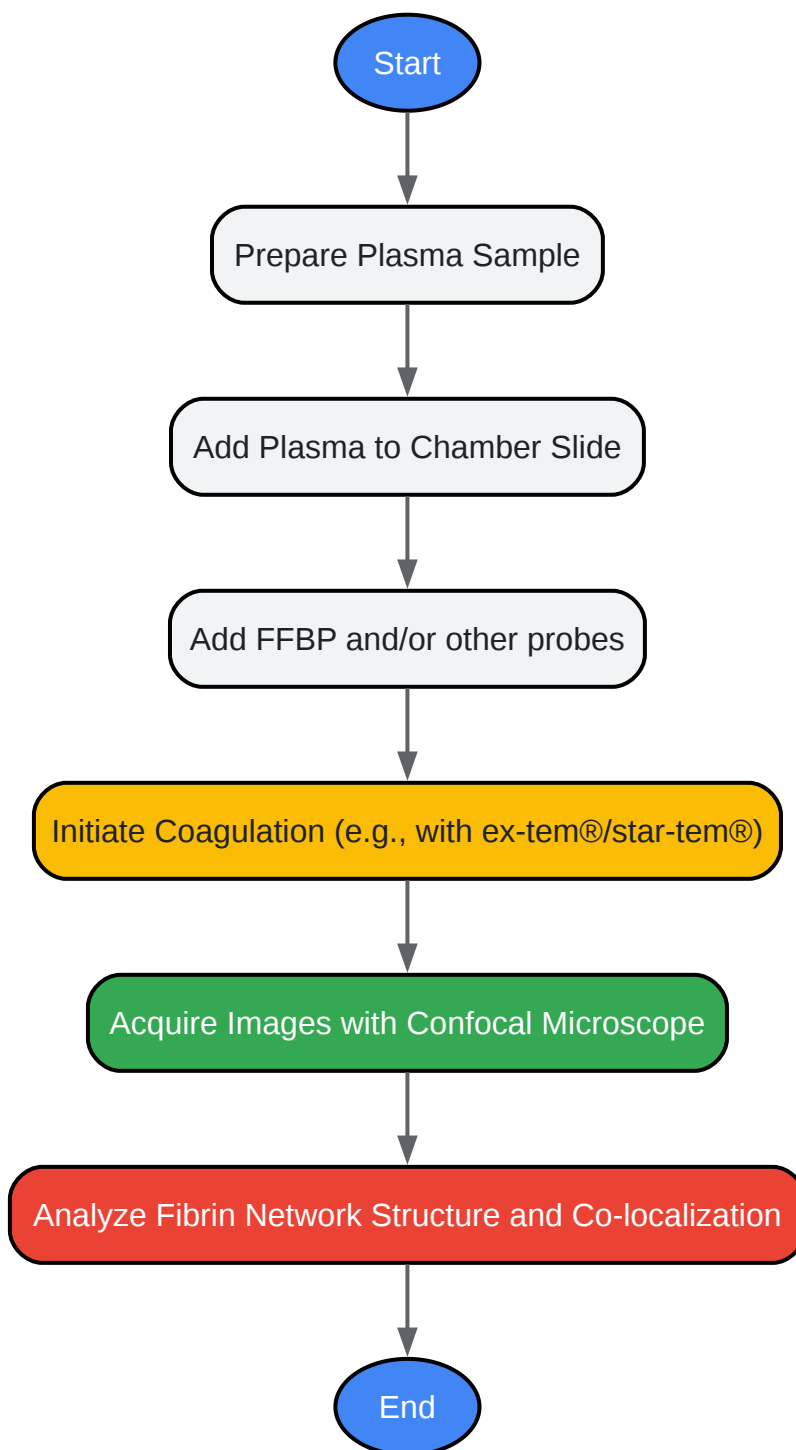 Start
Prepare Plasma Sample
Add Plasma to Chamber Slide
Add FFBP and/or other probes
Initiate Coagulation (e.g., with ex-tem®/star-tem®)
Acquire Images with Confocal Microscope
Analyze Fibrin Network Structure and Co-localization
End